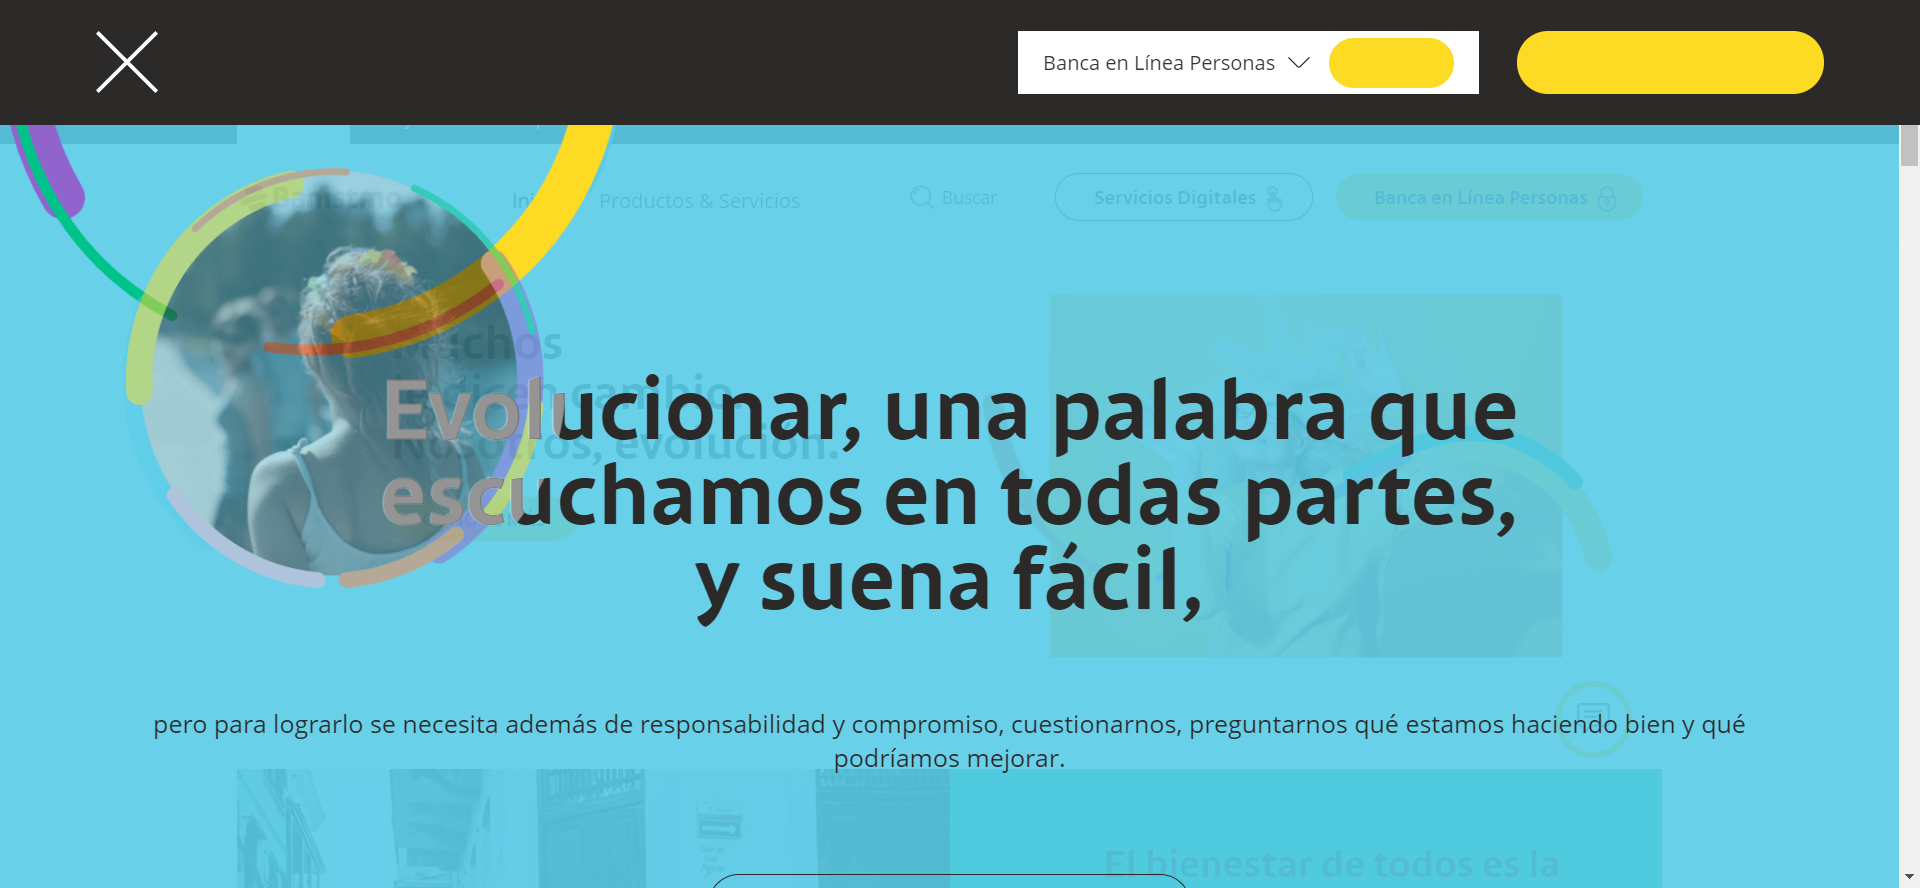 Banca en Línea Personas
Banistmo
Productos & Servicios
Buscar
Servicios Digitales
Banca en Línea Personas
Muchos
cambio.
Nosotros, evolución.
Evolucionar, una palabra que
escuchamos en todas partes,
y suena fácil,
pero para lograrlo se necesita además de responsabilidad y compromiso, cuestionarnos, preguntarnos qué estamos haciendo bien y qué
podríamos mejorar.
El bienestar de todos es la